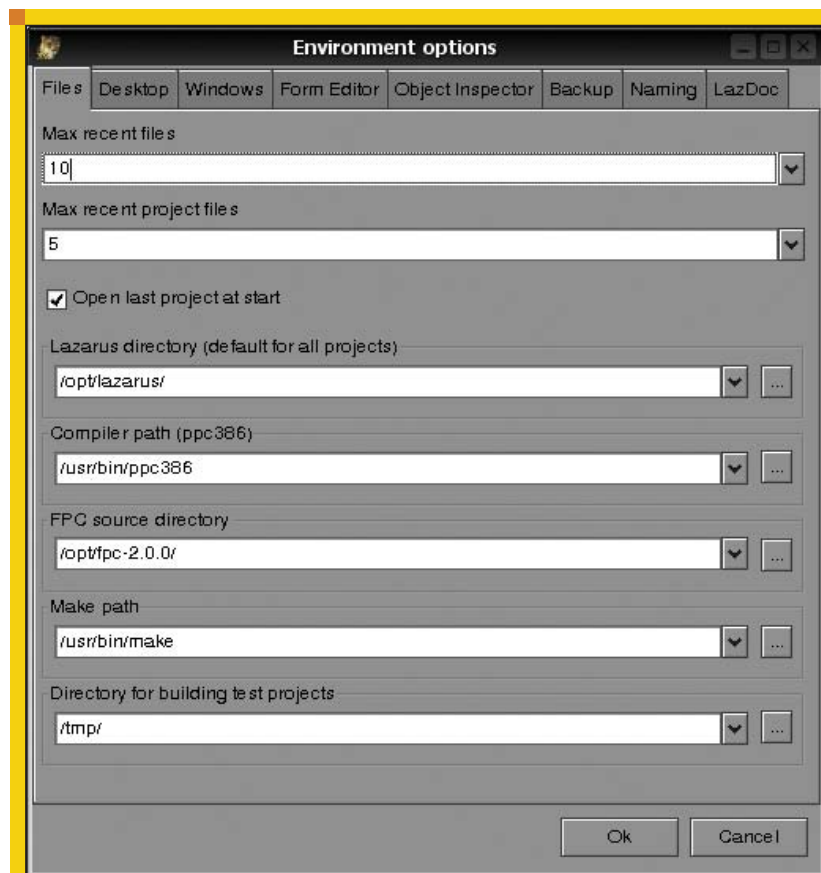 Environment options
Files Desktop Windows Form Editor Object Inspector Backup Naming LazDoc
Max recent files
10
Max recent project files
5
Open last project at start
Lazarus directory (default for all projects)
/opt/lazarus/
...
Compiler path (ppc386)
/usr/bin/ppc386
...
FPC source directory
/opt/fpc-2.0.0/
...
Make path
/usr/bin/make
...
Directory for building test projects
/tmp/
...
Ok Cancel